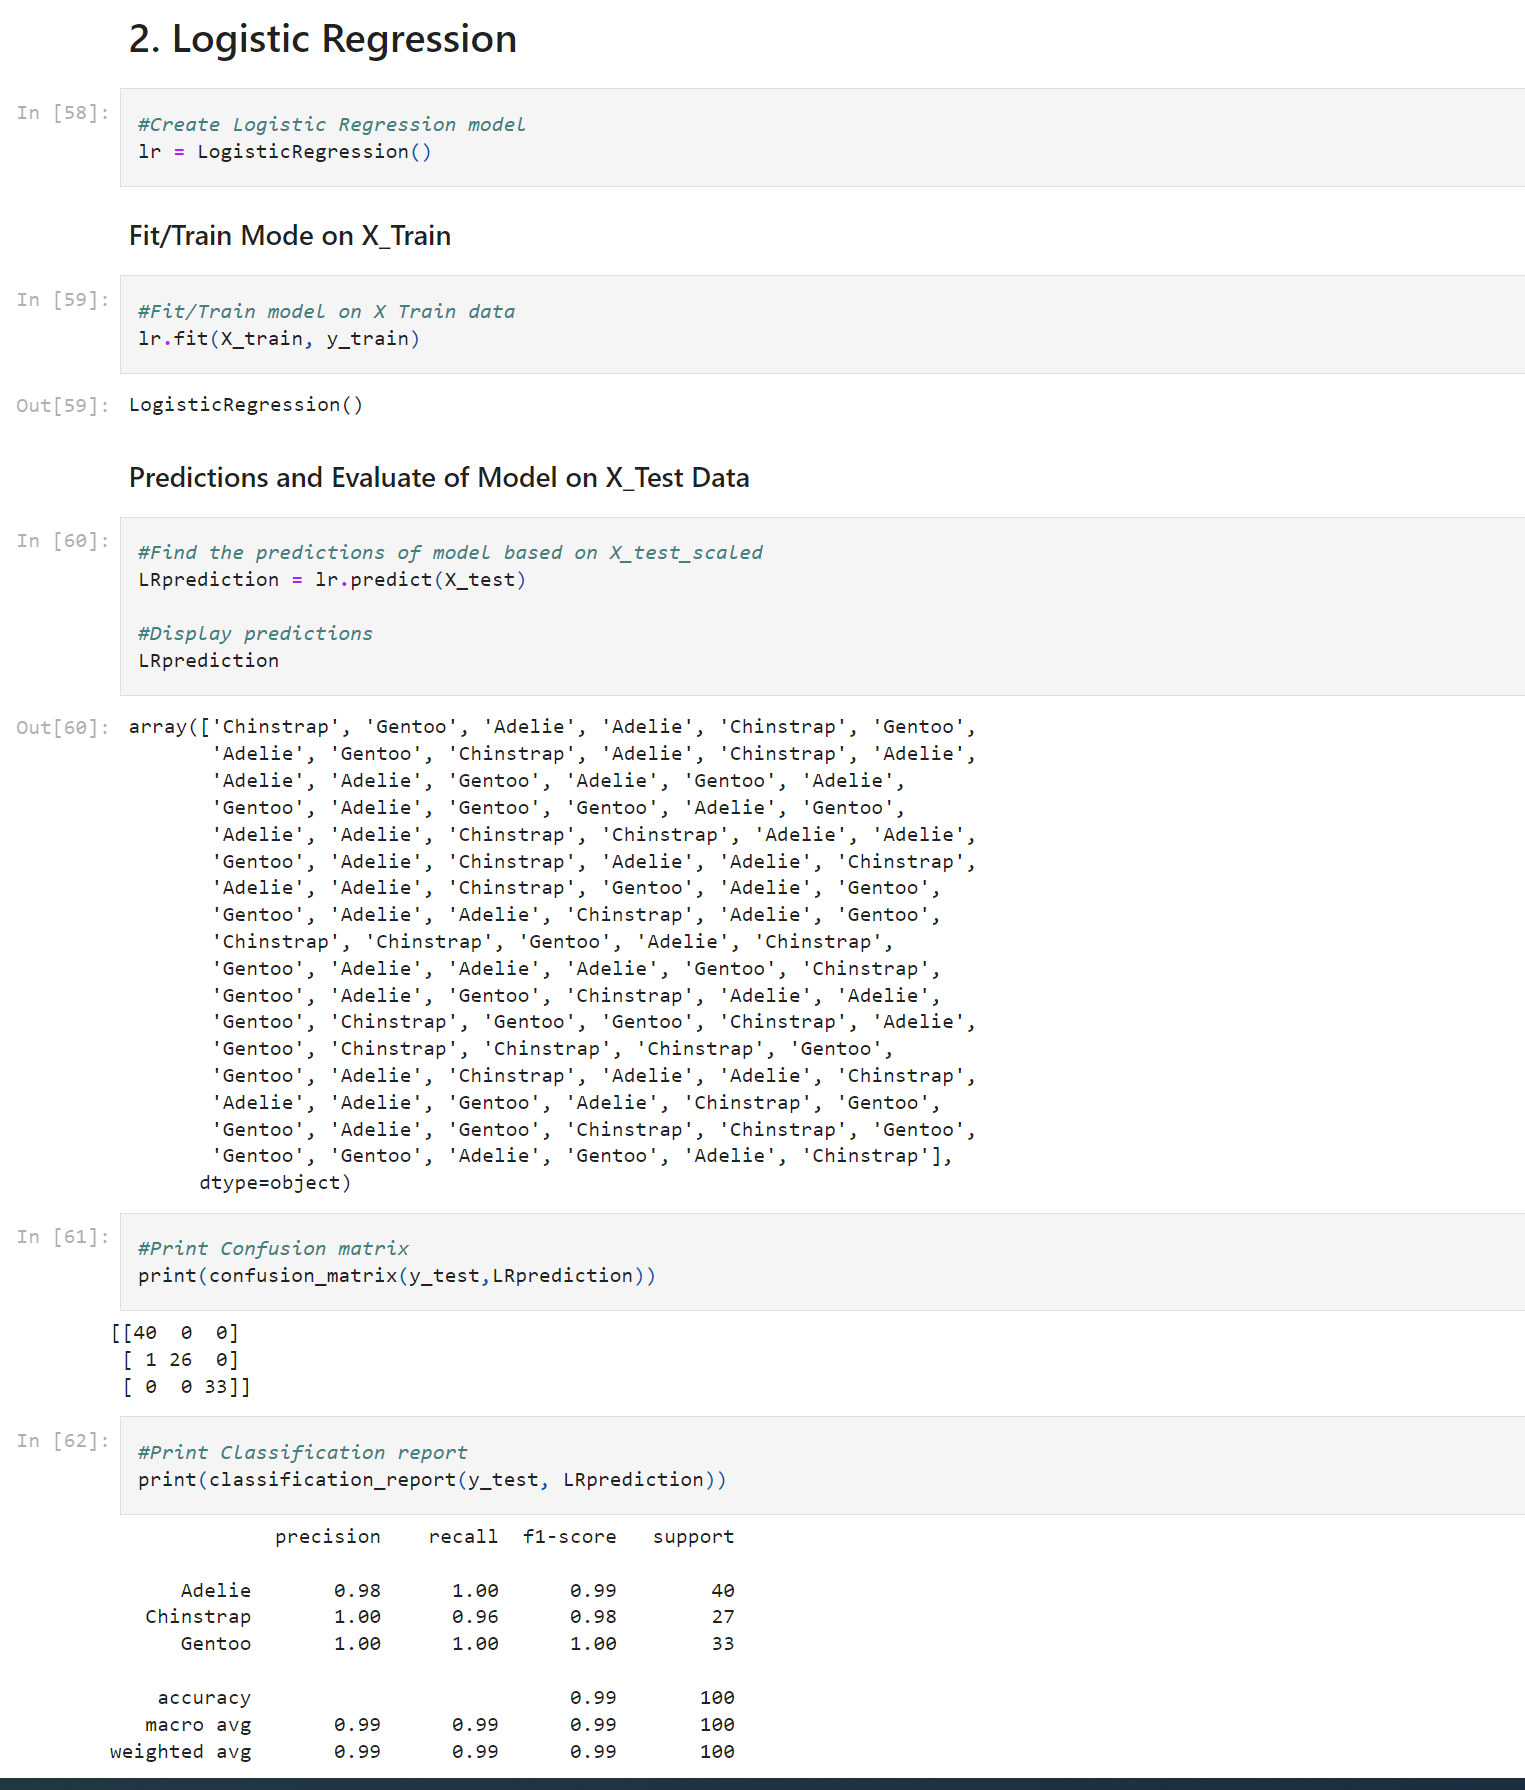 2. Logistic Regression
In [58]:
#Create Logistic Regression model
lr = LogisticRegression()
Fit/Train Mode on X_Train
In [59]:
#Fit/Train model on X Train data
lr.fit(X_train, y_train)
Out[59]: LogisticRegression()
Predictions and Evaluate of Model on X_Test Data
In [60]:
#Find the predictions of model based on X_test_scaled
LRprediction = lr.predict(X_test)
#Display predictions
LRprediction
Out[60]: array(['Chinstrap', 'Gentoo', 'Adelie', 'Adelie', 'Chinstrap', 'Gentoo',
'Adelie', 'Gentoo', 'Chinstrap', 'Adelie', 'Chinstrap', 'Adelie',
'Adelie', 'Adelie', 'Gentoo', 'Adelie', 'Gentoo', 'Adelie',
'Gentoo', 'Adelie', 'Gentoo', 'Gentoo', 'Adelie', 'Gentoo',
'Adelie', 'Adelie', 'Chinstrap', 'Chinstrap', 'Adelie', 'Adelie',
'Gentoo', 'Adelie', 'Chinstrap', 'Adelie', 'Adelie', 'Chinstrap',
'Adelie', 'Adelie', 'Chinstrap', 'Gentoo', 'Adelie', 'Gentoo',
'Gentoo', 'Adelie', 'Adelie', 'Chinstrap', 'Adelie', 'Gentoo',
'Chinstrap', 'Chinstrap', 'Gentoo', 'Adelie', 'Chinstrap',
'Gentoo', 'Adelie', 'Adelie', 'Adelie', 'Gentoo', 'Chinstrap',
'Gentoo', 'Adelie', 'Gentoo', 'Chinstrap', 'Adelie', 'Adelie',
'Gentoo', 'Chinstrap', 'Gentoo', 'Gentoo', 'Chinstrap', 'Adelie',
'Gentoo', 'Chinstrap', 'Chinstrap', 'Chinstrap', 'Gentoo',
'Gentoo', 'Adelie', 'Chinstrap', 'Adelie', 'Adelie', 'Chinstrap',
'Adelie', 'Adelie', 'Gentoo', 'Adelie', 'Chinstrap', 'Gentoo',
'Gentoo', 'Adelie', 'Gentoo', 'Chinstrap', 'Chinstrap', 'Gentoo',
'Gentoo', 'Gentoo', 'Adelie', 'Gentoo', 'Adelie', 'Chinstrap'],
dtype=object)
In [61]:
#Print Confusion matrix
print(confusion_matrix(y_test,LRprediction))
[[40 0 0]
[ 1 26 0]
[ 0 0 33]]
In [62]:
#Print Classification report
print(classification_report(y_test, LRprediction))
precision recall f1-score support
Adelie 0.98 1.00 0.99 40
Chinstrap 1.00 0.96 0.98 27
Gentoo 1.00 1.00 1.00 33
accuracy 0.99 100
macro avg 0.99 0.99 0.99 100
weighted avg 0.99 0.99 0.99 100